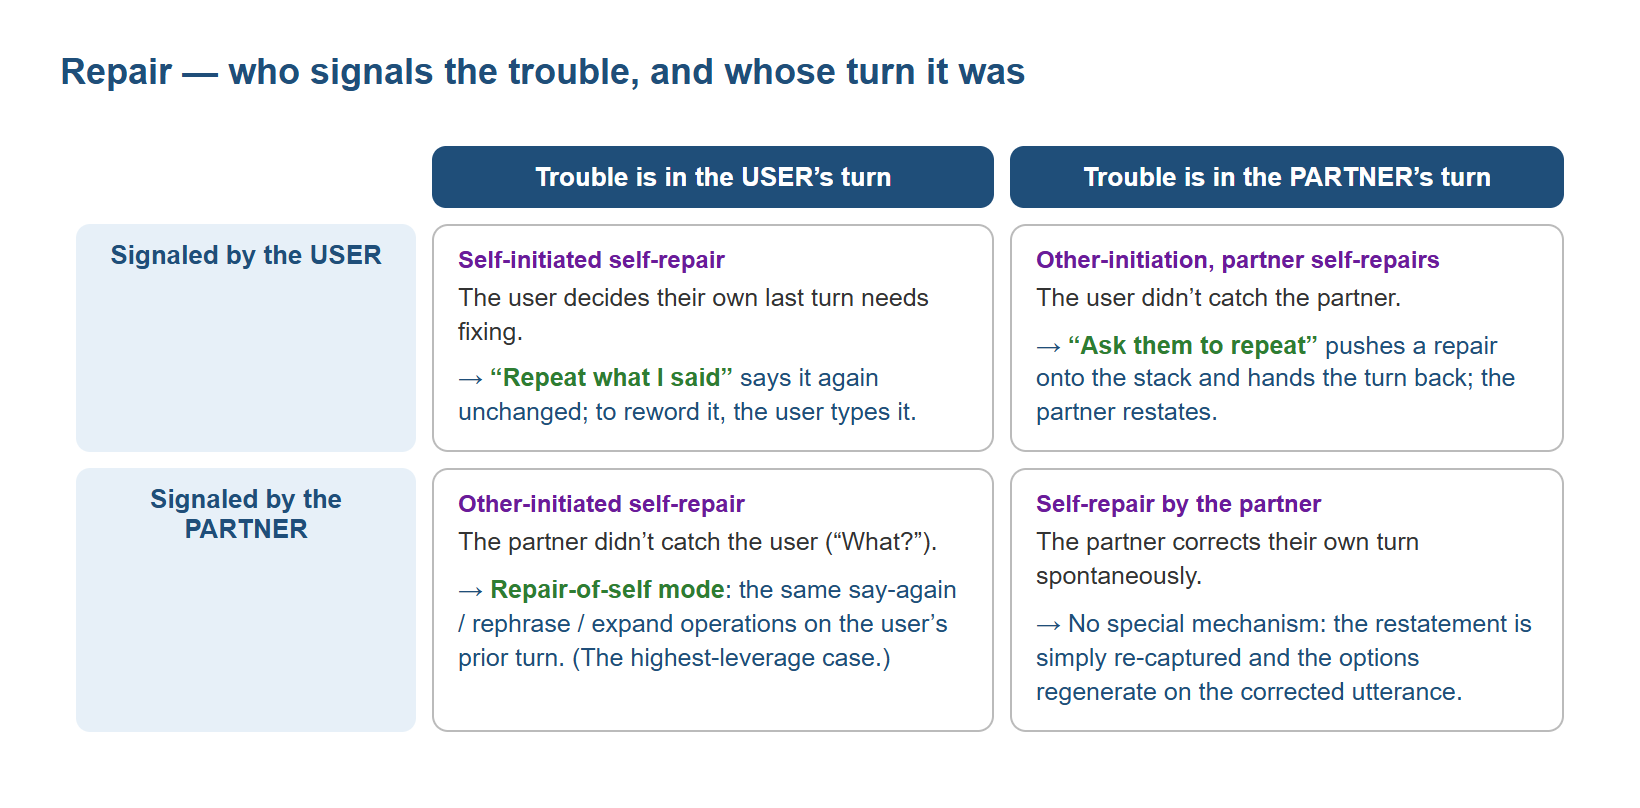 Repair — who signals the trouble, and whose turn it was
Trouble is in the USER’s turn
Trouble is in the PARTNER’s turn
Signaled by the USER
Self-initiated self-repair
The user decides their own last turn needs
fixing.
→ “Repeat what I said” says it again
unchanged; to reword it, the user types it.
Other-initiation, partner self-repairs
The user didn’t catch the partner.
→ “Ask them to repeat” pushes a repair
onto the stack and hands the turn back; the
partner restates.
Signaled by the
PARTNER
Other-initiated self-repair
The partner didn’t catch the user (“What?”).
→ Repair-of-self mode: the same say-again
/ rephrase / expand operations on the user’s
prior turn. (The highest-leverage case.)
Self-repair by the partner
The partner corrects their own turn
spontaneously.
→ No special mechanism: the restatement is
simply re-captured and the options
regenerate on the corrected utterance.